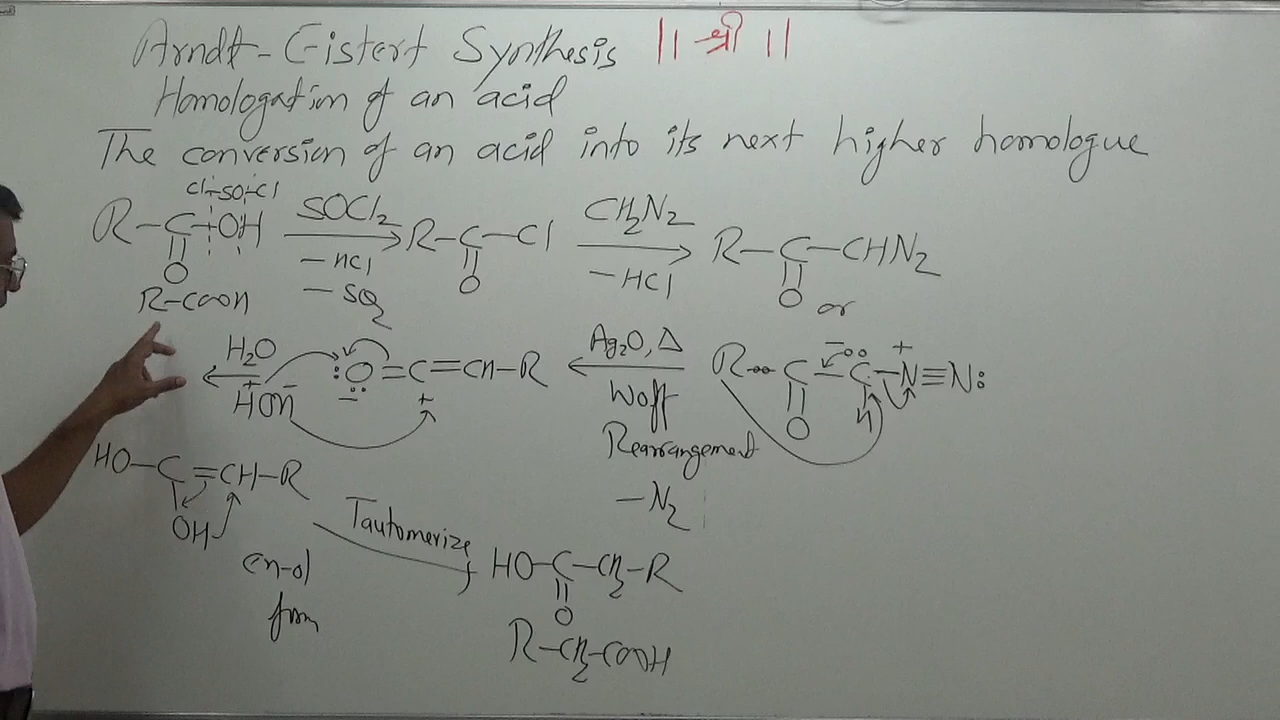 Arndt-Eistert Synthesis || श्री ||
Homologation of an acid
The conversion of an acid into its next higher homologue
Cl-SO-Cl
R-C-OH SOCl2 R-C-Cl CH2N2 R-C-CHN2
O -HCl O -HCl O
R-COOH -SO2 or
H2O :O=C=CH-R Ag2O, Δ R-C-C-N≡N:
+ - - + - +
HOH Wolff H
O
Rearrangement
-N2
HO-C=CH-R
OH Tautomerize
en-ol HO-C-CH2-R
form O
R-CH2-COOH